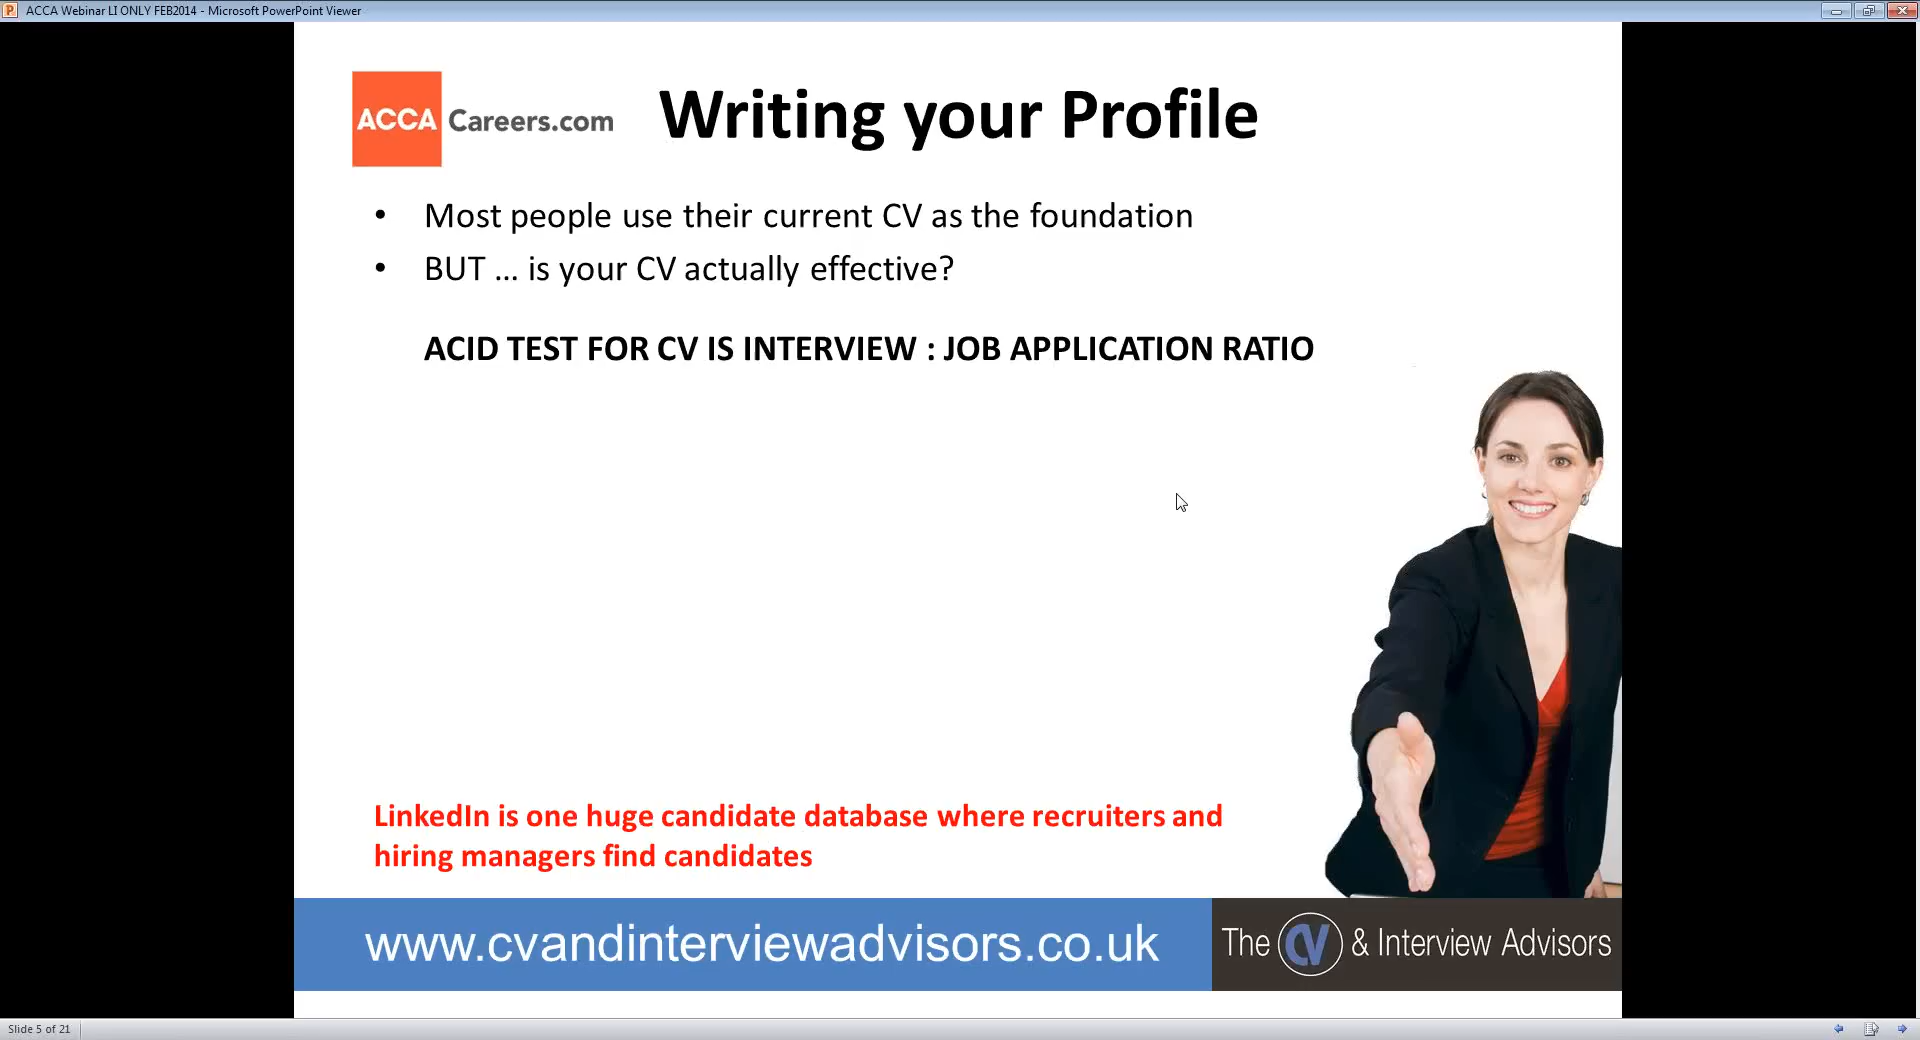 ACCA Webinar LI ONLY FEB2014 - Microsoft PowerPoint Viewer
ACCA Careers.com
Writing your Profile
• Most people use their current CV as the foundation
• BUT ... is your CV actually effective?
ACID TEST FOR CV IS INTERVIEW : JOB APPLICATION RATIO
LinkedIn is one huge candidate database where recruiters and
hiring managers find candidates
www.cvandinterviewadvisors.co.uk
The CV & Interview Advisors
Slide 5 of 21